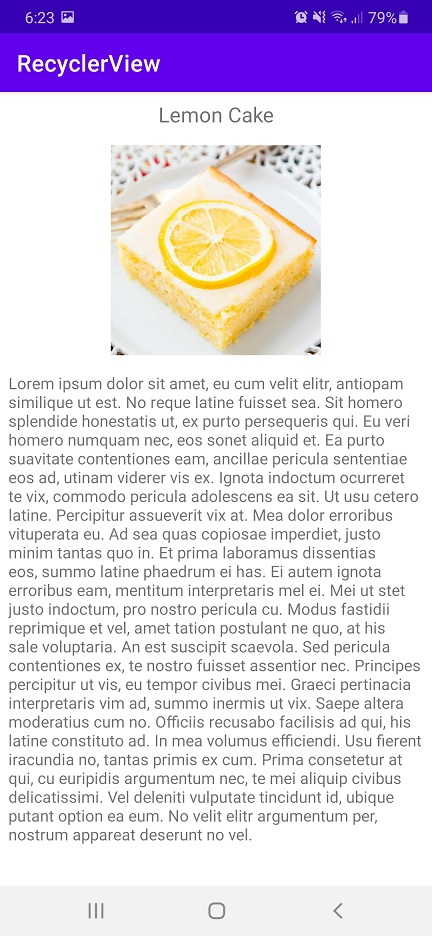 6:23
79%
RecyclerView
Lemon Cake
Lorem ipsum dolor sit amet, eu cum velit elitr, antiopam
similique ut est. No reque latine fuisset sea. Sit homero
splendide honestatis ut, ex purto persequeris qui. Eu veri
homero numquam nec, eos sonet aliquid et. Ea purto
suavitate contentiones eam, ancillae pericula sententiae
eos ad, utinam viderer vis ex. Ignota indoctum ocurreret
te vix, commodo pericula adolescens ea sit. Ut usu cetero
latine. Percipitur assueverit vix at. Mea dolor erroribus
vituperata eu. Ad sea quas copiosae imperdiet, justo
minim tantas quo in. Et prima laboramus dissentias
eos, summo latine phaedrum ei has. Ei autem ignota
erroribus eam, mentitum interpretaris mel ei. Mei ut stet
justo indoctum, pro nostro pericula cu. Modus fastidii
reprimique et vel, amet tation postulant ne quo, at his
sale voluptaria. An est suscipit scaevola. Sed pericula
contentiones ex, te nostro fuisset assentior nec. Principes
percipitur ut vis, eu tempor civibus mei. Graeci pertinacia
interpretaris vim ad, summo inermis ut vix. Saepe altera
moderatius cum no. Officiis recusabo facilisis ad qui, his
latine constituto ad. In mea volumus efficiendi. Usu fierent
iracundia no, tantas primis ex cum. Prima consetetur at
qui, cu euripidis argumentum nec, te mei aliquip civibus
delicatissimi. Vel deleniti vulputate tincidunt id, ubique
putant option ea eum. No velit elitr argumentum per,
nostrum appareat deserunt no vel.